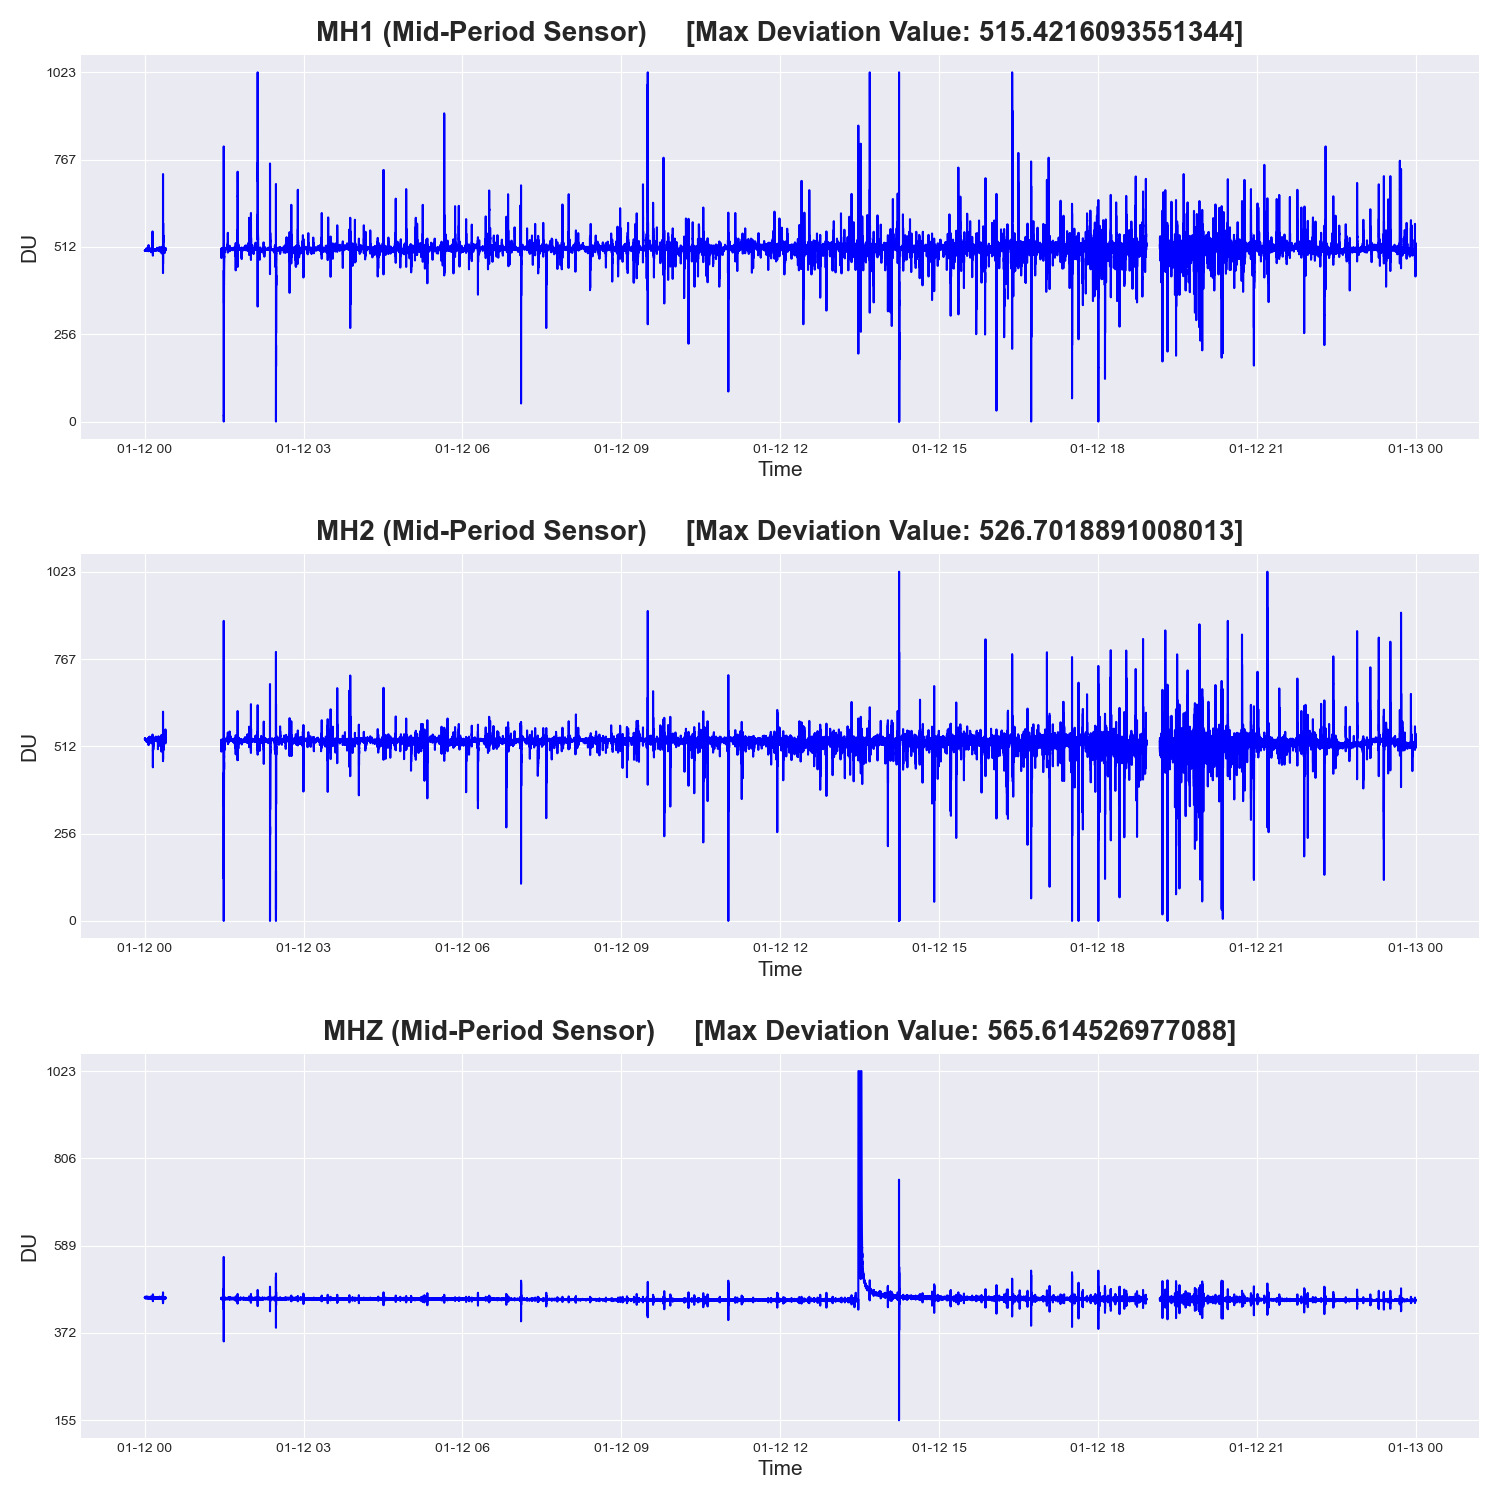 MH1 (Mid-Period Sensor) [Max Deviation Value: 515.4216093551344]
1023
767
512
256
0
DU
01-12 00 01-12 03 01-12 06 01-12 09 01-12 12 01-12 15 01-12 18 01-12 21 01-13 00
Time
MH2 (Mid-Period Sensor) [Max Deviation Value: 526.7018891008013]
1023
767
512
256
0
DU
01-12 00 01-12 03 01-12 06 01-12 09 01-12 12 01-12 15 01-12 18 01-12 21 01-13 00
Time
MHZ (Mid-Period Sensor) [Max Deviation Value: 565.614526977088]
1023
806
589
372
155
DU
01-12 00 01-12 03 01-12 06 01-12 09 01-12 12 01-12 15 01-12 18 01-12 21 01-13 00
Time